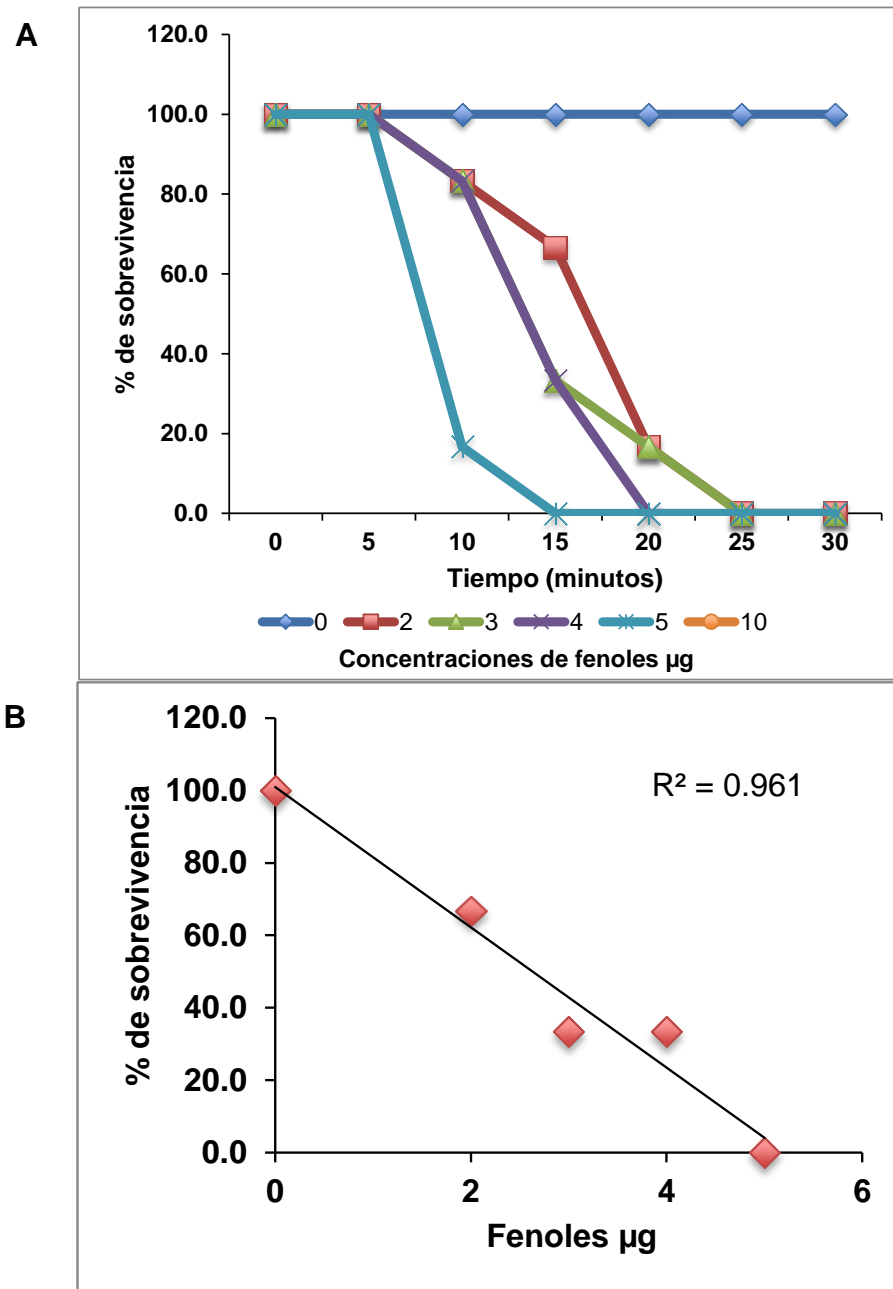 A
120.0
100.0
80.0
60.0
40.0
20.0
0.0
% de sobrevivencia
0 5 10 15 20 25 30
Tiempo (minutos)
0 2 3 4 5 10
Concentraciones de fenoles µg
B
120.0
100.0
80.0
60.0
40.0
20.0
0.0
% de sobrevivencia
R² = 0.961
0 2 4 6
Fenoles µg